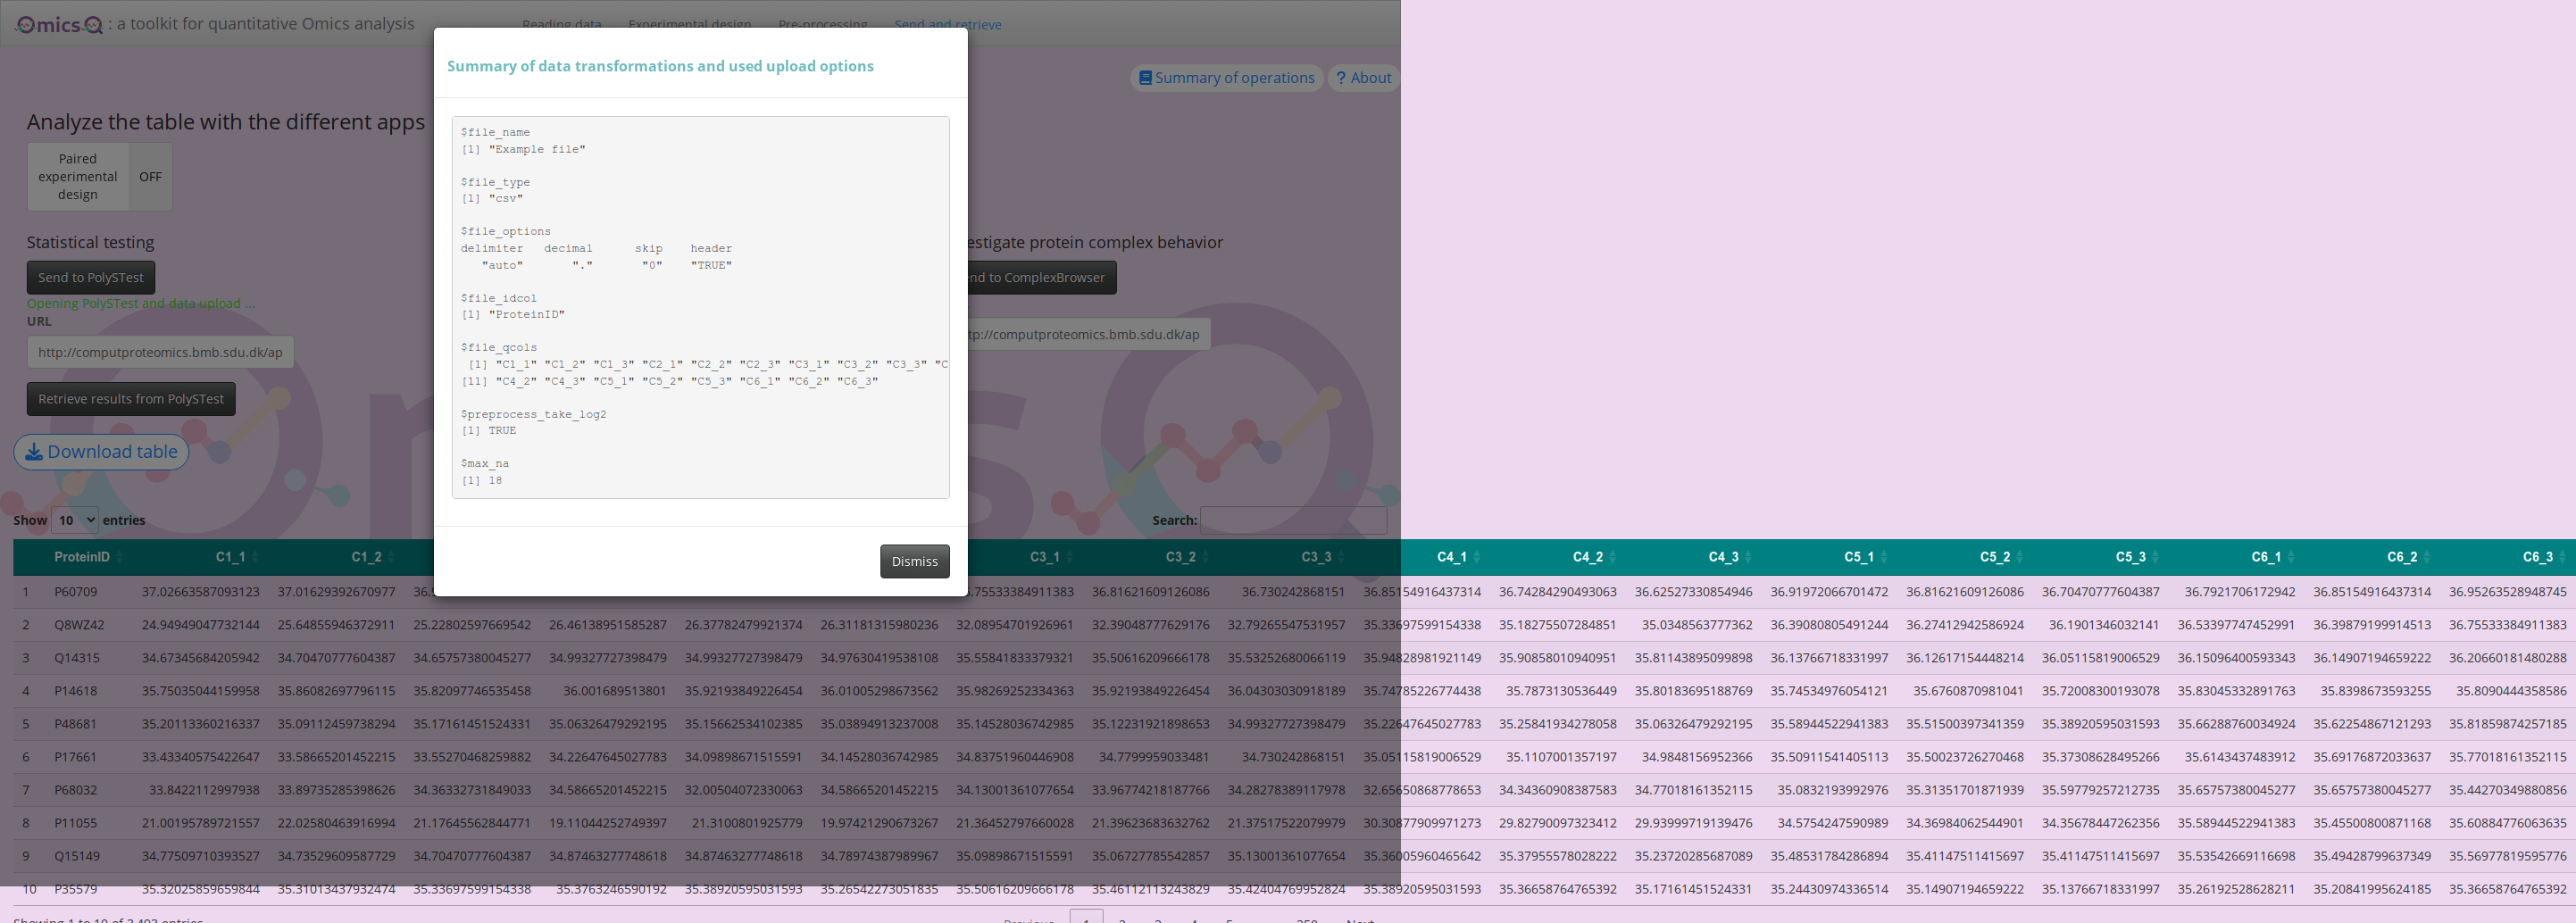 OmicsQ : a toolkit for quantitative Omics analysis
Reading data Experimental design Pre-processing Send and retrieve
Summary of operations ? About
Analyze the table with the different apps
Paired
experimental
design
OFF
Statistical testing
Send to PolySTest
Opening PolySTest and data upload ...
URL
http://computproteomics.bmb.sdu.dk/ap
Retrieve results from PolySTest
Download table
estigate protein complex behavior
nd to ComplexBrowser
tp://computproteomics.bmb.sdu.dk/ap
Summary of data transformations and used upload options
$file_name
[1] "Example file"
$file_type
[1] "csv"
$file_options
delimiter decimal skip header
"auto" "." "0" "TRUE"
$file_idcol
[1] "ProteinID"
$file_qcols
[1] "C1_1" "C1_2" "C1_3" "C2_1" "C2_2" "C2_3" "C3_1" "C3_2" "C3_3" "C
[11] "C4_2" "C4_3" "C5_1" "C5_2" "C5_3" "C6_1" "C6_2" "C6_3"
$preprocess_take_log2
[1] TRUE
$max_na
[1] 18
Dismiss
Show 10 entries
Search:
ProteinID C1_1 C1_2 C3_1 C3_2 C3_3 C4_1 C4_2 C4_3 C5_1 C5_2 C5_3 C6_1 C6_2 C6_3
1 P60709 37.02663587093123 37.01629392670977 36. .75533384911383 36.81621609126086 36.730242868151 36.85154916437314 36.74284290493063 36.62527330854946 36.91972066701472 36.81621609126086 36.70470777604387 36.7921706172942 36.85154916437314 36.95263528948745
2 Q8WZ42 24.94949047732144 25.64855946372911 25.22802597669542 26.46138951585287 26.37782479921374 26.31181315980236 32.08954701926961 32.39048777629176 32.79265547531957 35.33697599154338 35.18275507284851 35.0348563777362 36.39080805491244 36.27412942586924 36.1901346032141 36.53397747452991 36.39879199914513 36.75533384911383
3 Q14315 34.67345684205942 34.70470777604387 34.65757380045277 34.99327727398479 34.99327727398479 34.97630419538108 35.55841833379321 35.50616209666178 35.53252680066119 35.94828981921149 35.90858010940951 35.81143895099898 36.13766718331997 36.12617154448214 36.05115819006529 36.15096400593343 36.14907194659222 36.20660181480288
4 P14618 35.75035044159958 35.86082697796115 35.82097746535458 36.001689513801 35.92193849226454 36.01005298673562 35.98269252334363 35.92193849226454 36.04303030918189 35.74785226774438 35.7873130536449 35.80183695188769 35.74534976054121 35.6760870981041 35.72008300193078 35.83045332891763 35.8398673593255 35.8090444358586
5 P48681 35.20113360216337 35.09112459738294 35.17161451524331 35.06326479292195 35.15662534102385 35.03894913237008 35.14528036742985 35.12231921898653 34.99327727398479 35.22647645027783 35.25841934278058 35.06326479292195 35.58944522941383 35.51500397341359 35.38920595031593 35.66288760034924 35.62254867121293 35.81859874257185
6 P17661 33.43340575422647 33.58665201452215 33.55270468259882 34.22647645027783 34.09898671515591 34.14528036742985 34.83751960446908 34.7799959033481 34.730242868151 35.05115819006529 35.1107001357197 34.9848156952366 35.50911541405113 35.50023726270468 35.37308628495266 35.6143437483912 35.69176872033637 35.77018161352115
7 P68032 33.8422112997938 33.89735285398626 34.36332731849033 34.58665201452215 32.00504072330063 34.58665201452215 34.13001361077654 33.96774218187766 34.28278389117978 32.65650868778653 34.34360908387583 34.77018161352115 35.0832193992976 35.31351701871939 35.59779257212735 35.65757380045277 35.65757380045277 35.44270349880856
8 P11055 21.00195789721557 22.02580463916994 21.17645562844771 19.11044252749397 21.3100801925779 19.97421290673267 21.36452797660028 21.39623683632762 21.37517522079979 30.30877909971273 29.82790097323412 29.93999719139476 34.5754247590989 34.36984062544901 34.35678447262356 35.58944522941383 35.45500800871168 35.60884776063635
9 Q15149 34.77509710393527 34.73529609587729 34.70470777604387 34.87463277748618 34.87463277748618 34.78974387989967 35.09898671515591 35.06727785542857 35.13001361077654 35.36005960465642 35.37955578028222 35.23720285687089 35.48531784286894 35.41147511415697 35.41147511415697 35.53542669116698 35.49428799637349 35.56977819595776
10 P35579 35.32025859659844 35.31013437932474 35.33697599154338 35.3763246590192 35.38920595031593 35.26542273051835 35.50616209666178 35.46112113243829 35.42404769952824 35.38920595031593 35.36658764765392 35.17161451524331 35.24430974336514 35.14907194659222 35.13766718331997 35.26192528628211 35.20841995624185 35.36658764765392
Showing 1 to 10 of 3,493 entries
Previous 1 2 3 4 5 ... 350 Next